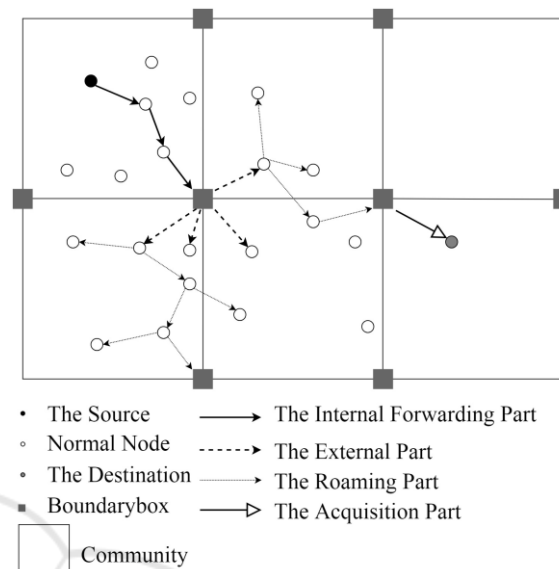 The Source
Normal Node
The Destination
Boundarybox
Community
The Internal Forwarding Part
The External Part
The Roaming Part
The Acquisition Part